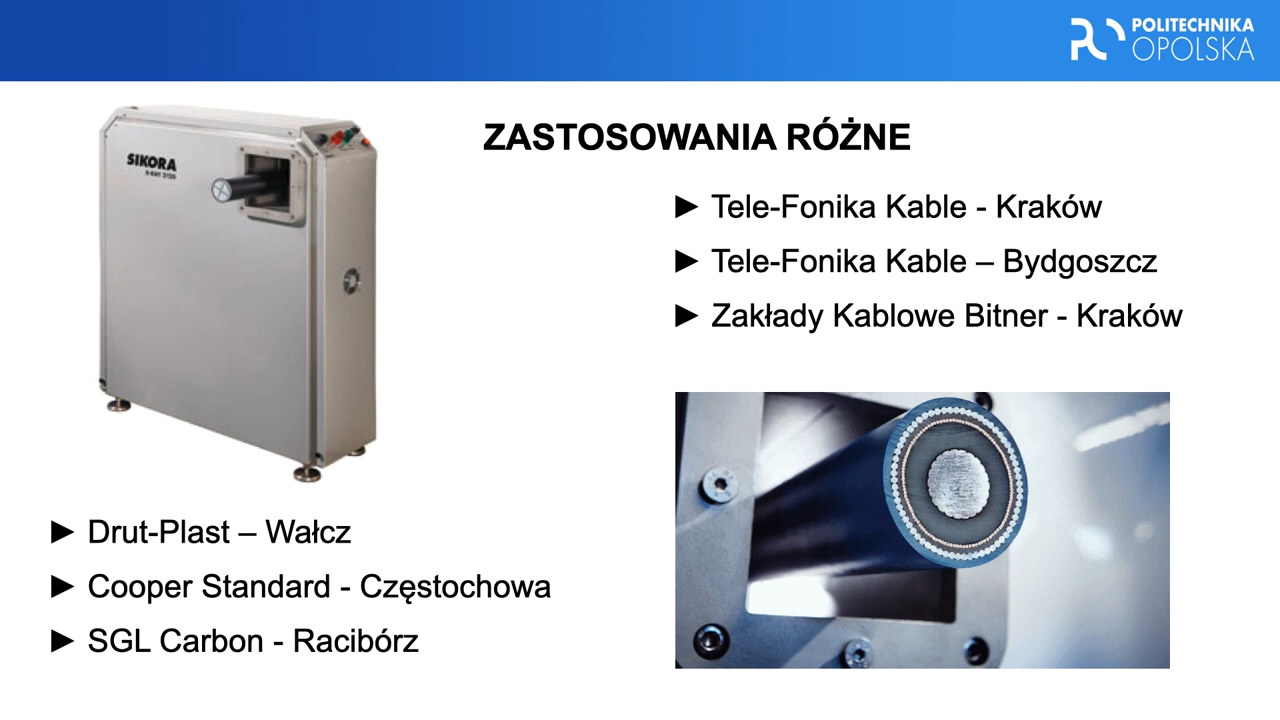 POLITECHNIKA
OPOLSKA
ZASTOSOWANIA RÓŻNE
SIKORA
X-RAY
► Tele-Fonika Kable - Kraków
► Tele-Fonika Kable – Bydgoszcz
► Zakłady Kablowe Bitner - Kraków
► Drut-Plast – Wałcz
► Cooper Standard - Częstochowa
► SGL Carbon - Racibórz